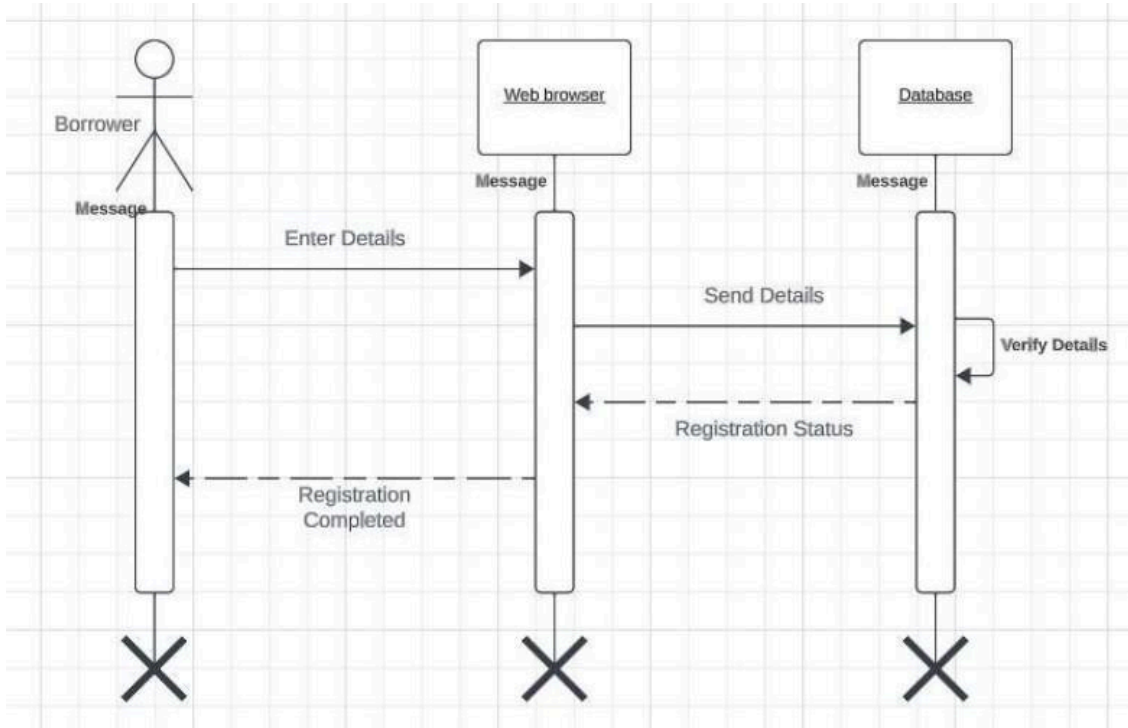 Web browser
Database
Borrower
Message
Message
Message
Enter Details
Send Details
Verify Details
Registration Status
Registration
Completed